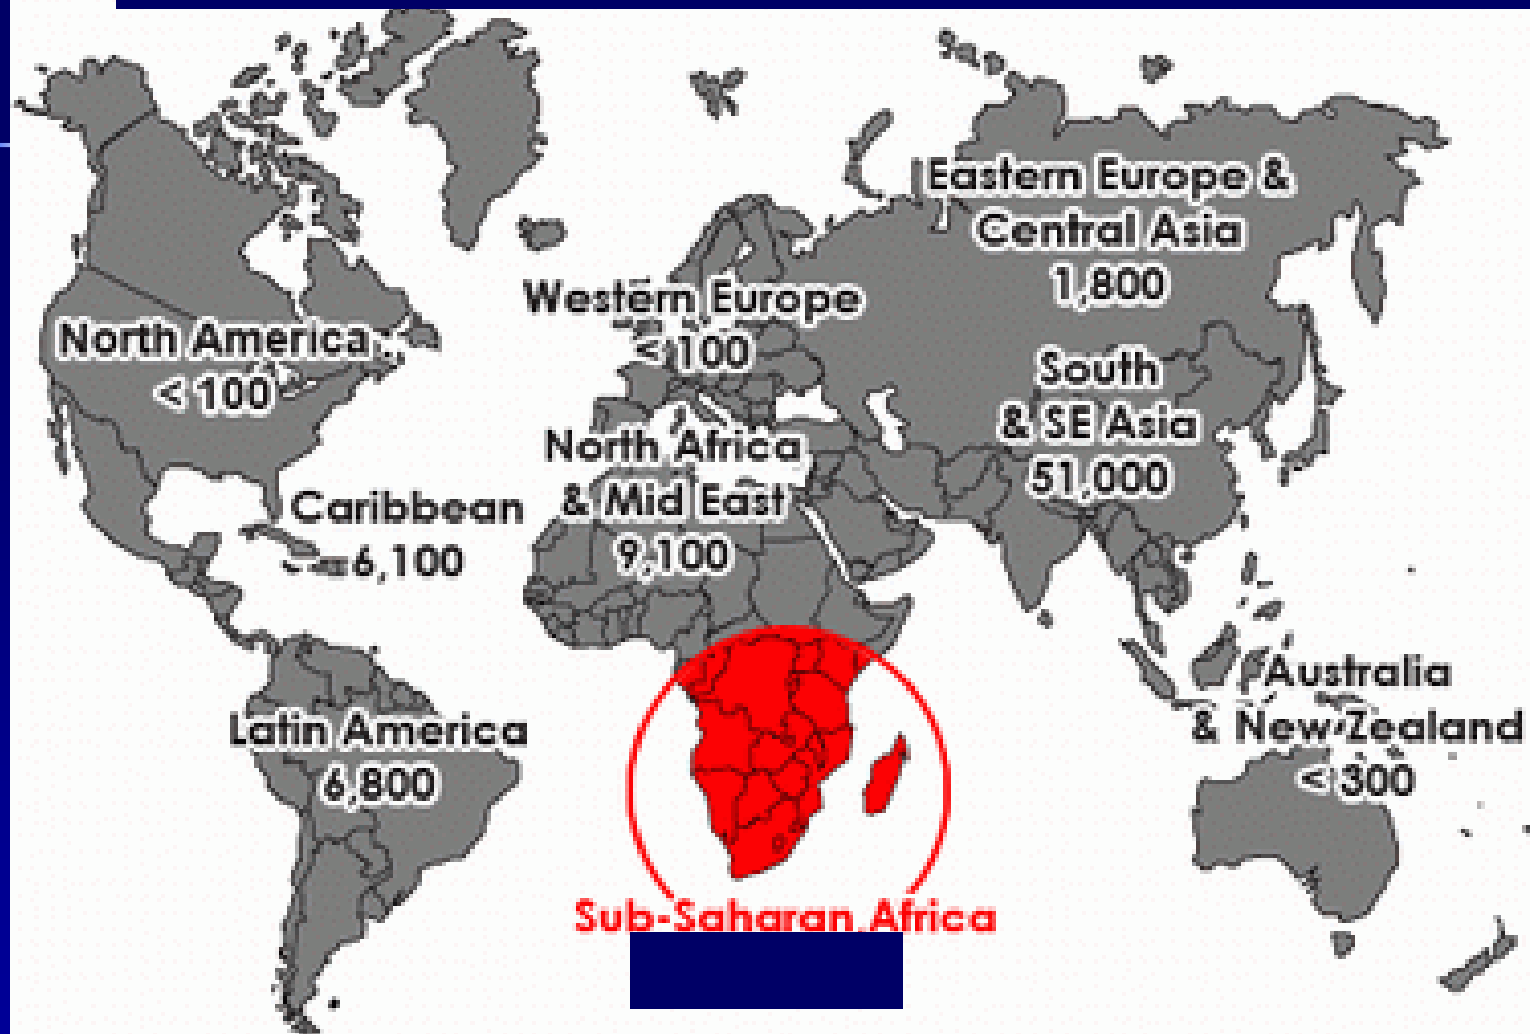 Eastern Europe &
Central Asia
1,800
Western Europe
< 100
North America
< 100
South
& SE Asia
51,000
North Africa
& Mid East
9,100
Caribbean
6,100
Latin America
6,800
Australia
& New Zealand
< 300
Sub-Saharan Africa